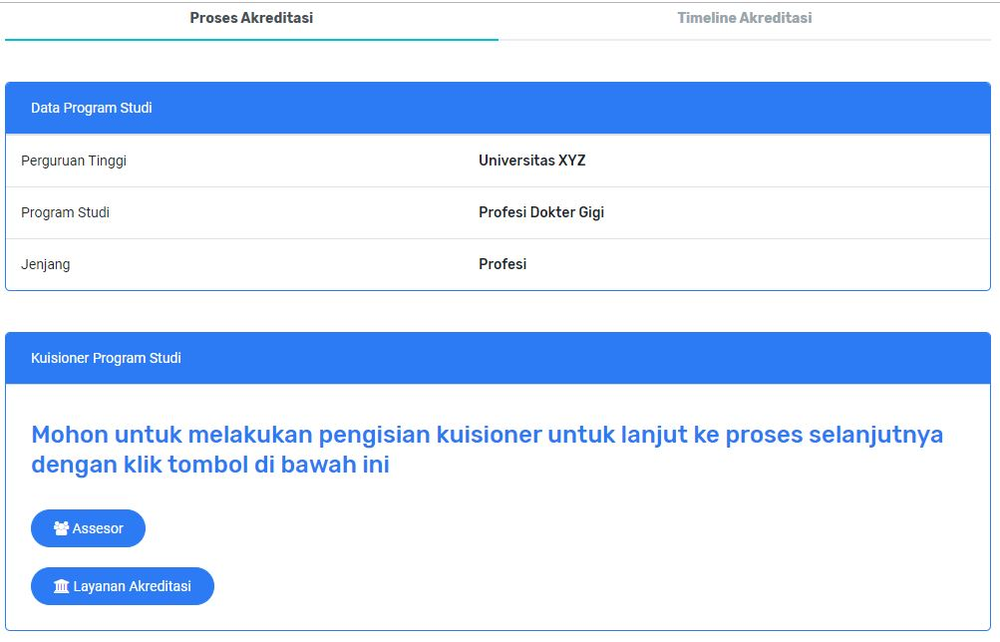 Proses Akreditasi
Timeline Akreditasi
Data Program Studi
Perguruan Tinggi
Universitas XYZ
Program Studi
Profesi Dokter Gigi
Jenjang
Profesi
Kuisioner Program Studi
Mohon untuk melakukan pengisian kuisioner untuk lanjut ke proses selanjutnya
dengan klik tombol di bawah ini
Assesor
Layanan Akreditasi